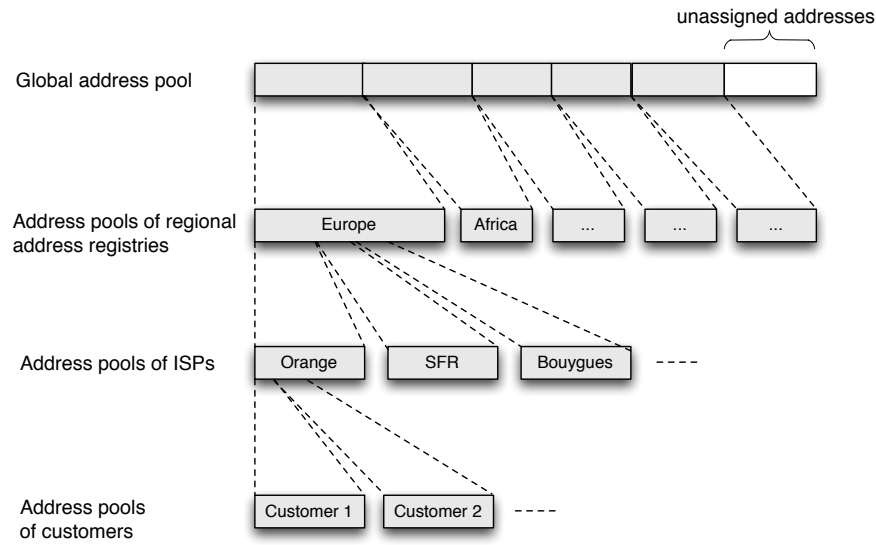 unassigned addresses
Global address pool
Address pools of regional
address registries
Europe
Africa
...
...
...
Address pools of ISPs
Orange
SFR
Bouygues
Address pools
of customers
Customer 1
Customer 2